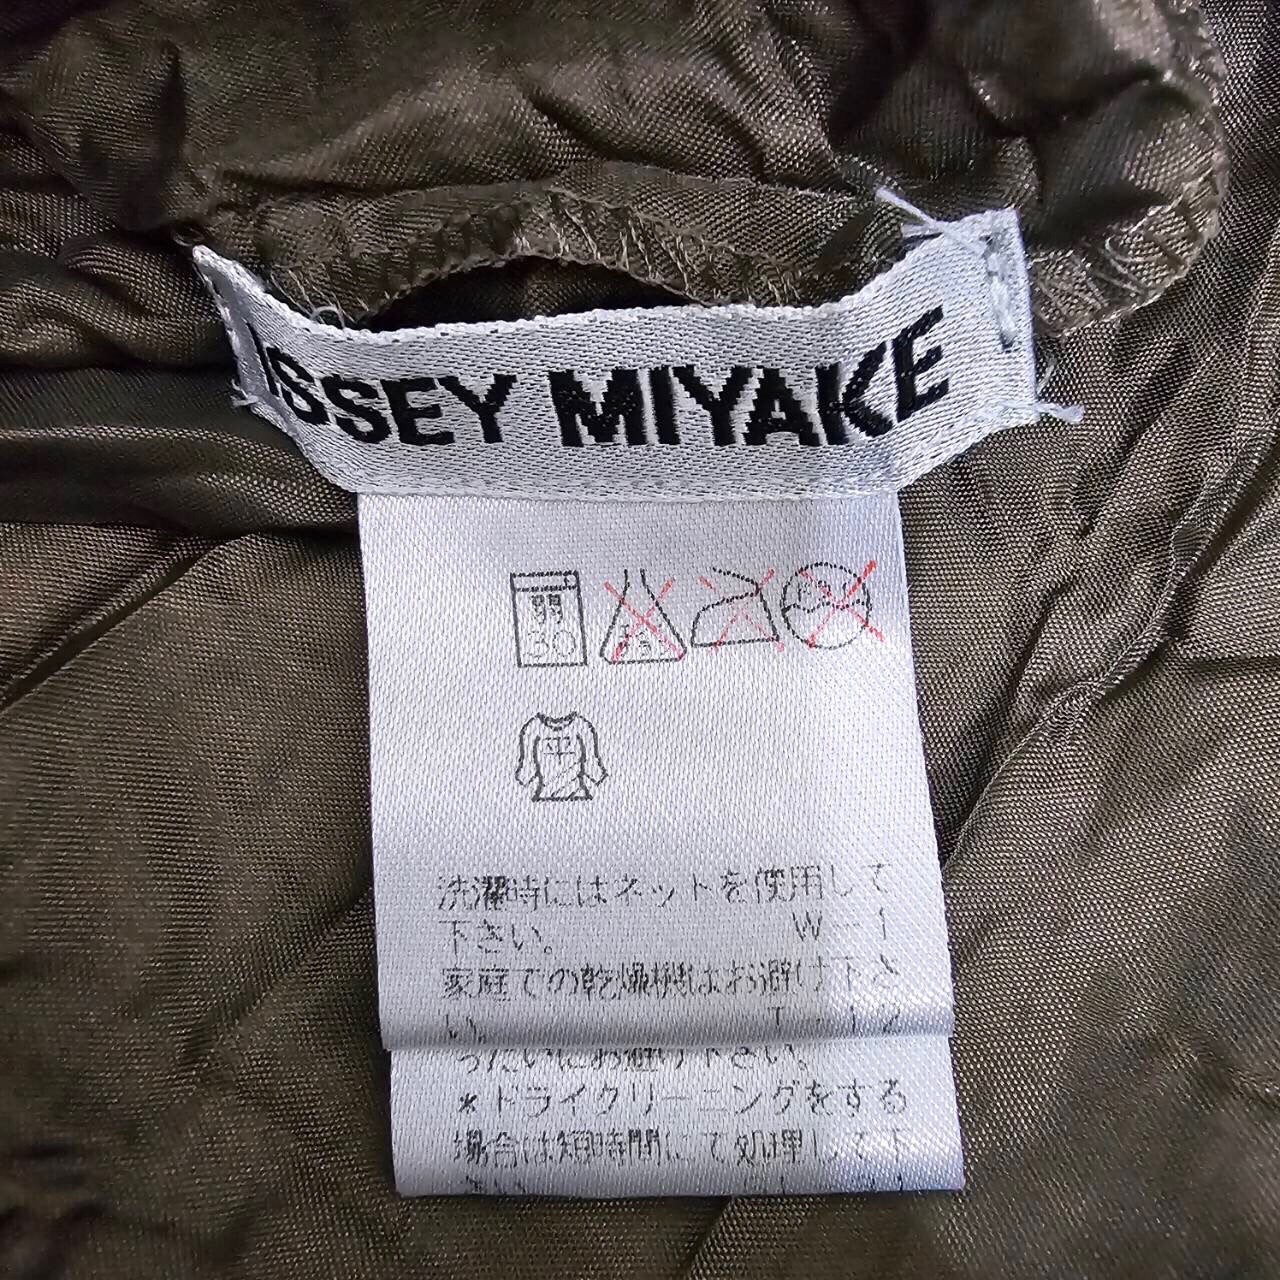 ISSEY MIYAKE
弱
30
平
洗濯時にはネットを使用して
下さい。 W-1
家庭での乾燥機はお避け下さ
い。 T-12
*ドライクリーニングをする
場合は短時間にて処理して下
さい。